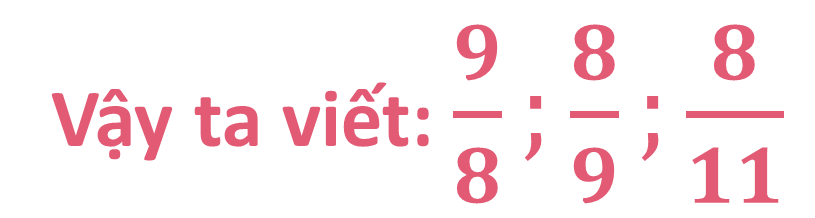 Vậy ta viết: 9/8 ; 8/9 ; 8/11